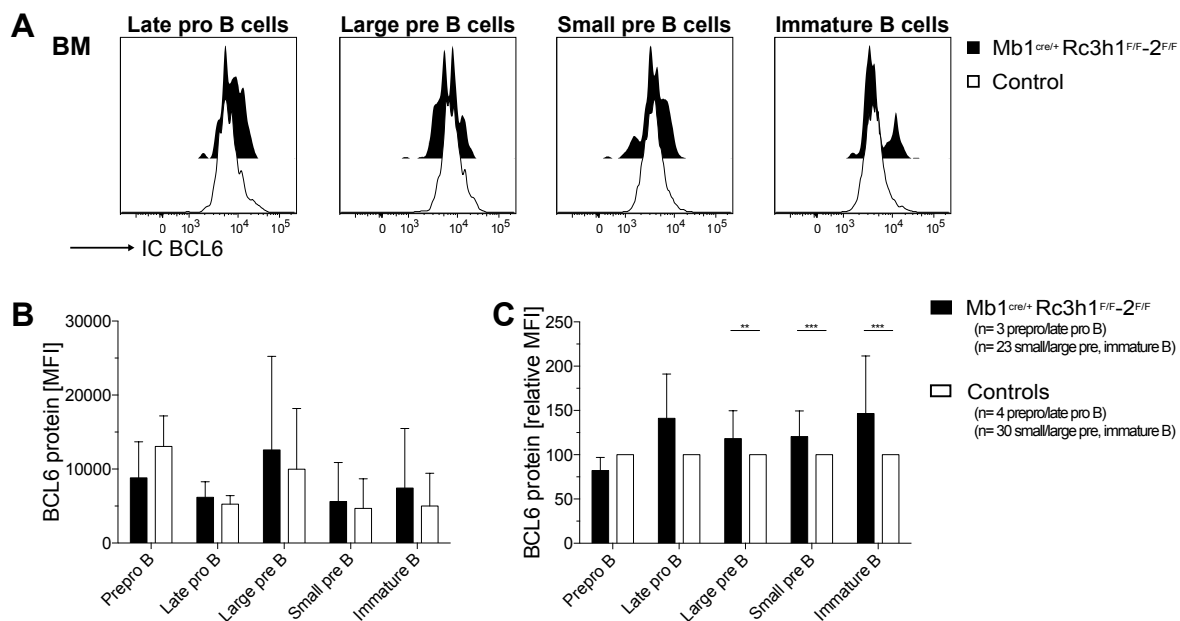 A
BM
Late pro B cells
Large pre B cells
Small pre B cells
Immature B cells
Mb1cre/+ Rc3h1F/F-2F/F
Control
0 10³ 10⁴ 10⁵
0 10³ 10⁴ 10⁵
0 10³ 10⁴ 10⁵
0 10³ 10⁴ 10⁵
IC BCL6
B
BCL6 protein [MFI]
30000
20000
10000
0
Prepro B
Late pro B
Large pre B
Small pre B
Immature B
C
BCL6 protein [relative MFI]
250
200
150
100
50
0
**
***
***
Prepro B
Late pro B
Large pre B
Small pre B
Immature B
Mb1cre/+ Rc3h1F/F-2F/F
(n= 3 prepro/late pro B)
(n= 23 small/large pre, immature B)
Controls
(n= 4 prepro/late pro B)
(n= 30 small/large pre, immature B)